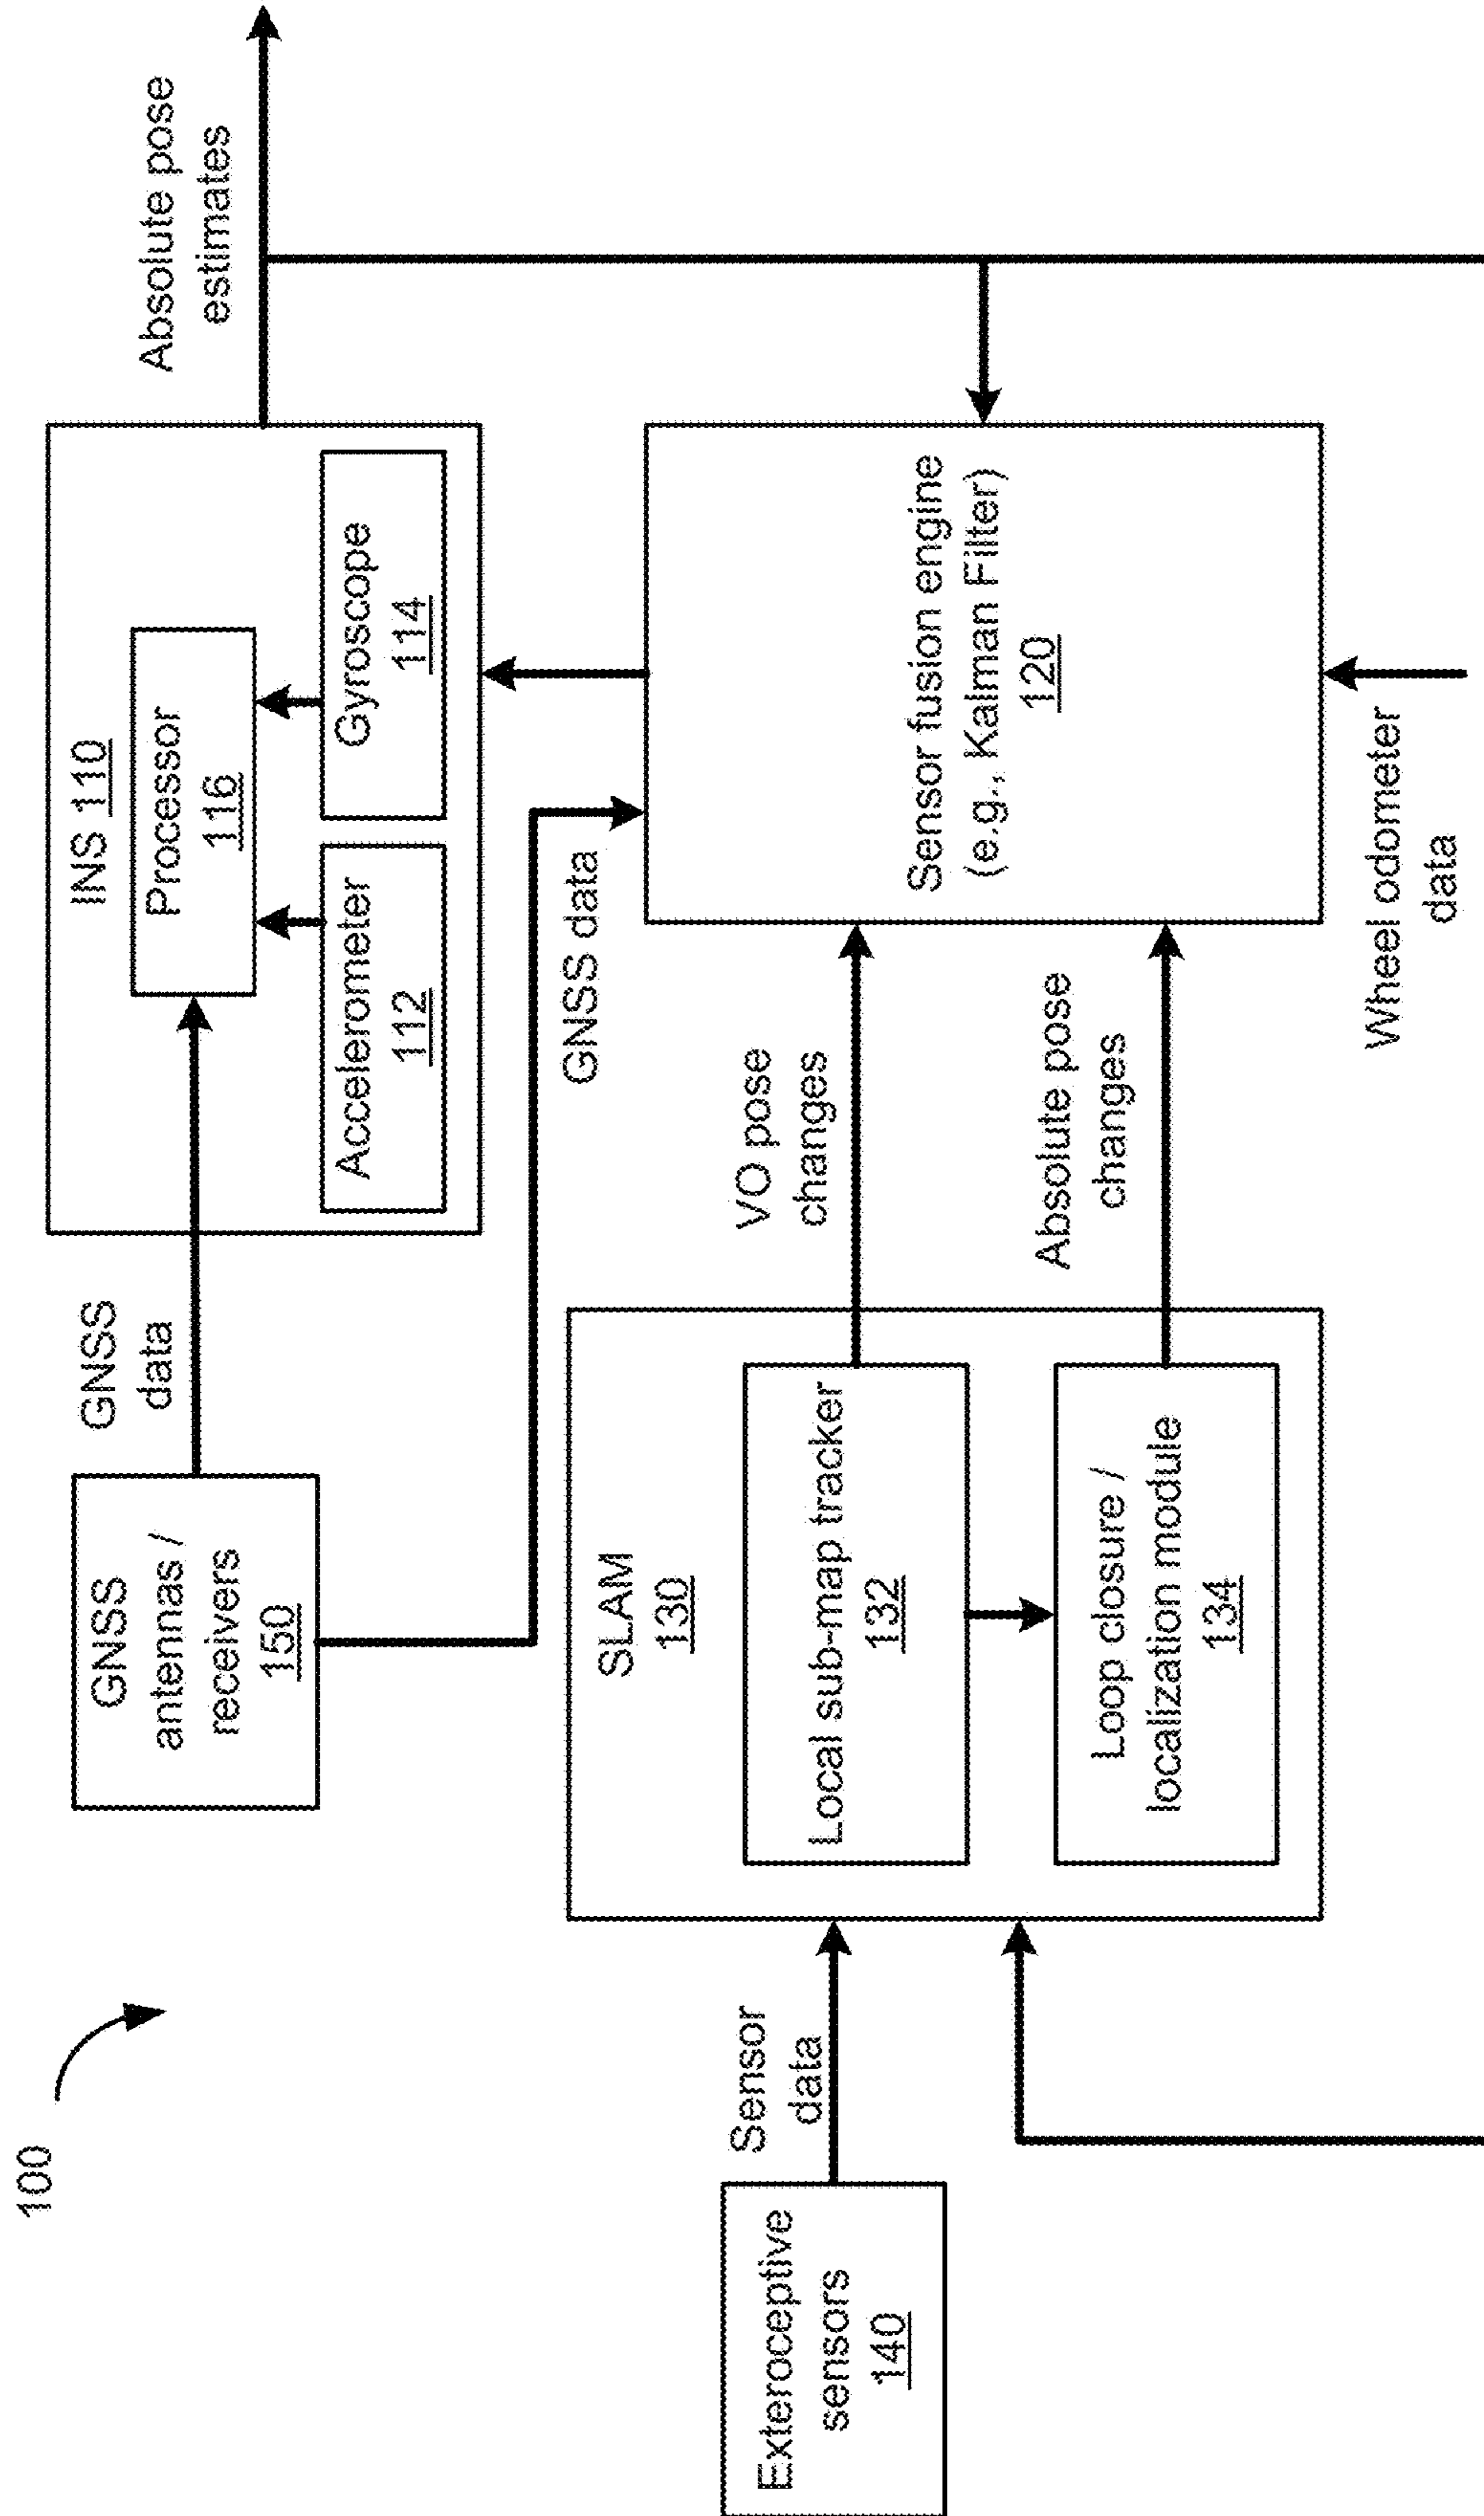 100
GNSS
antennas /
receivers
150
GNSS
data
INS 110
Processor
116
Accelerometer
112
Gyroscope
114
Absolute pose
estimates
GNSS data
Exteroceptive
sensors
140
Sensor
data
SLAM
130
Local sub-map tracker
132
Loop closure /
localization module
134
VO pose
changes
Absolute pose
changes
Sensor fusion engine
(e.g., Kalman Filter)
120
Wheel odometer
data